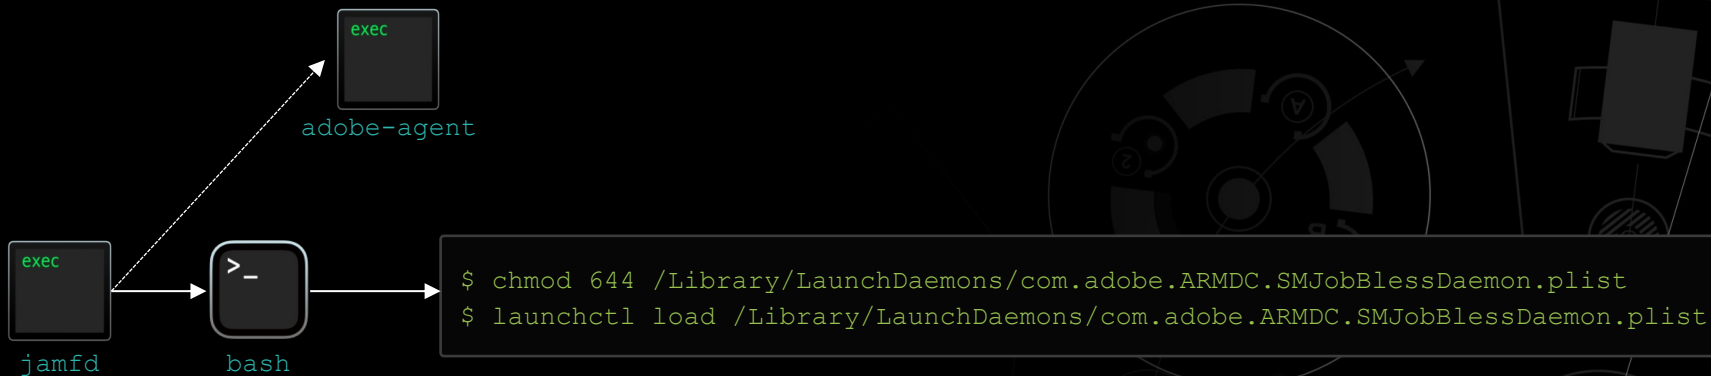 exec
adobe-agent
exec
>_
$ chmod 644 /Library/LaunchDaemons/com.adobe.ARMDC.SMJobBlessDaemon.plist
$ launchctl load /Library/LaunchDaemons/com.adobe.ARMDC.SMJobBlessDaemon.plist
jamfd
bash
A
2